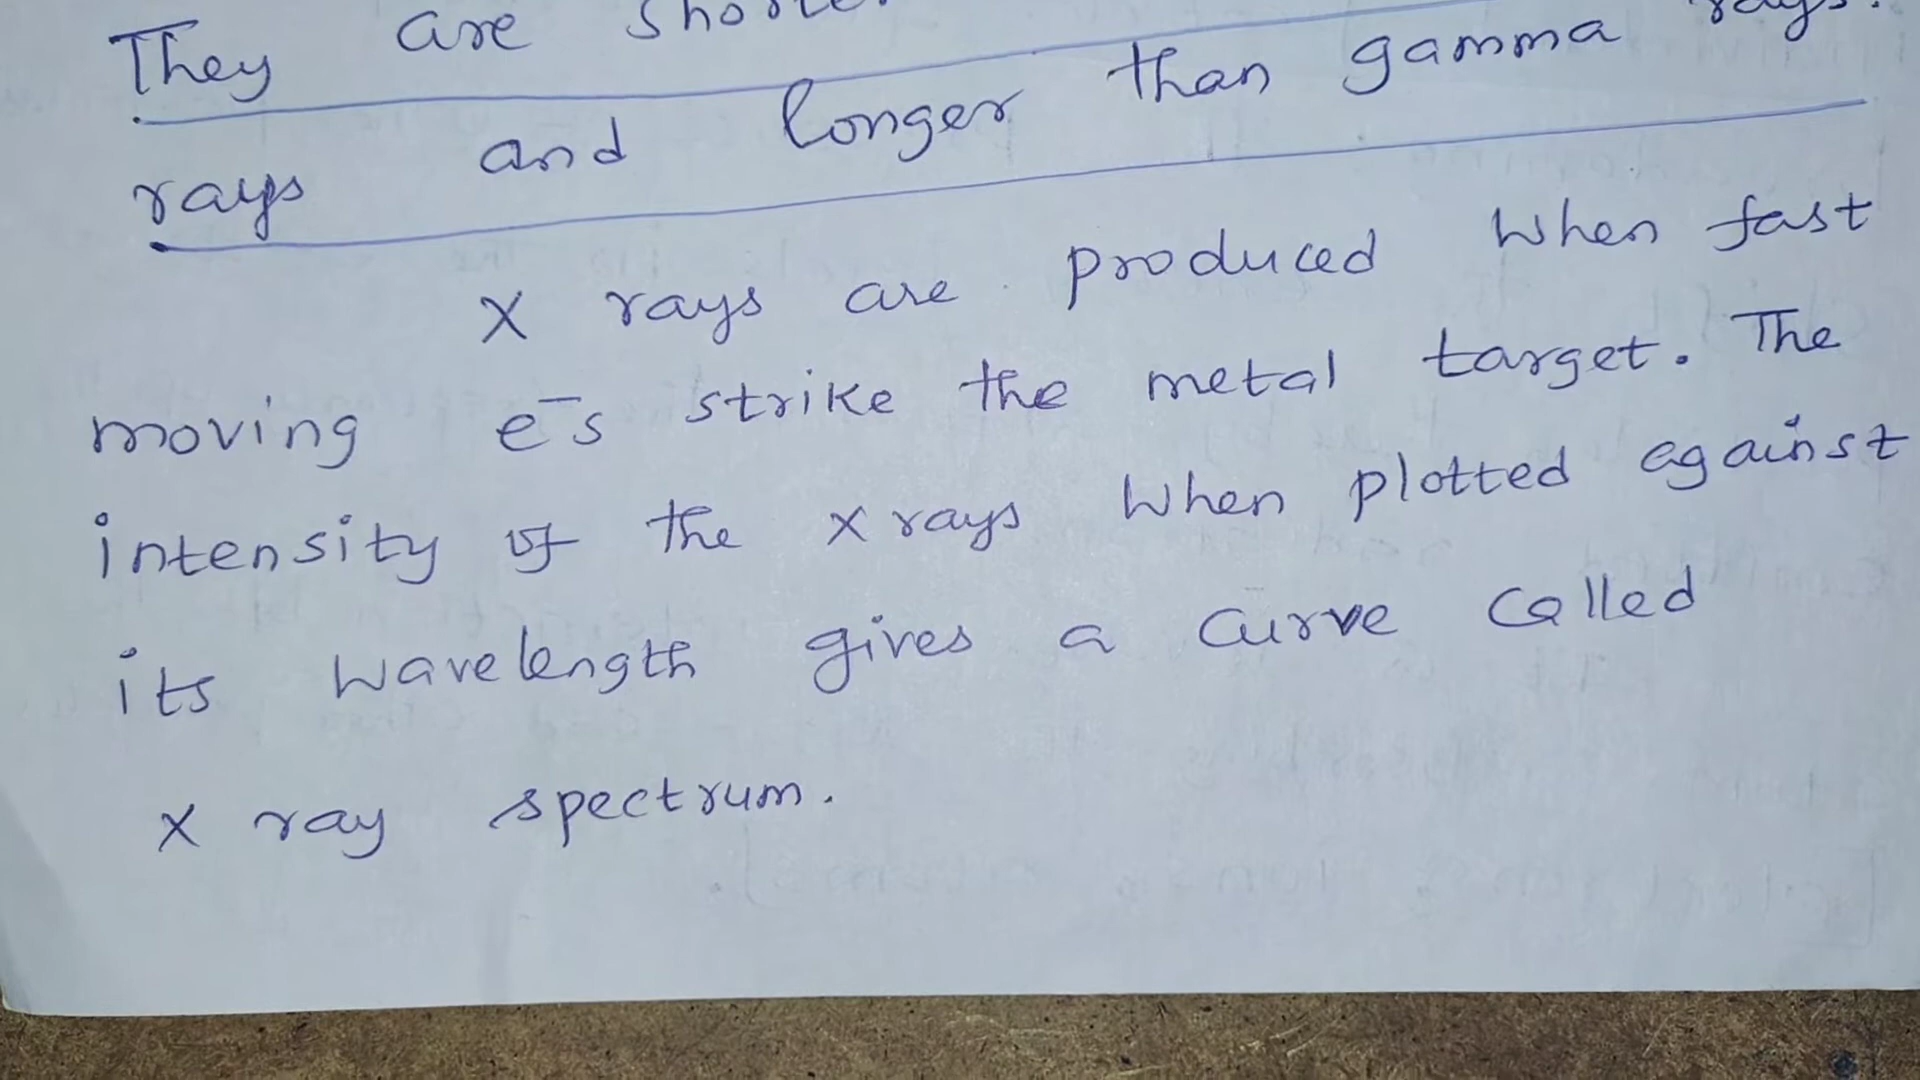 They are
rays and longer than gamma rays.
X rays are produced when fast
moving e⁻s strike the metal target. The
intensity of the x rays when plotted against
its wavelength gives a curve called
x ray spectrum.